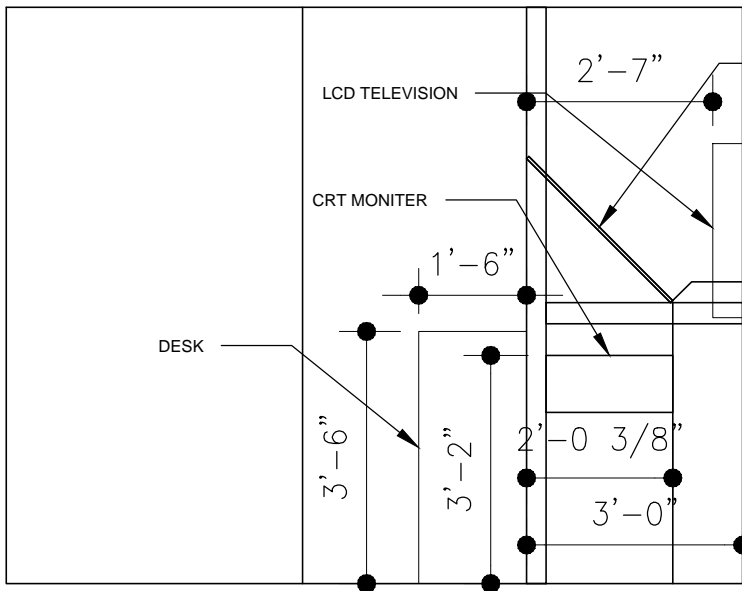 2’-7”
LCD TELEVISION
CRT MONITER
1’-6”
DESK
3’-6”
3’-2”
2’-0 3/8”
3’-0”